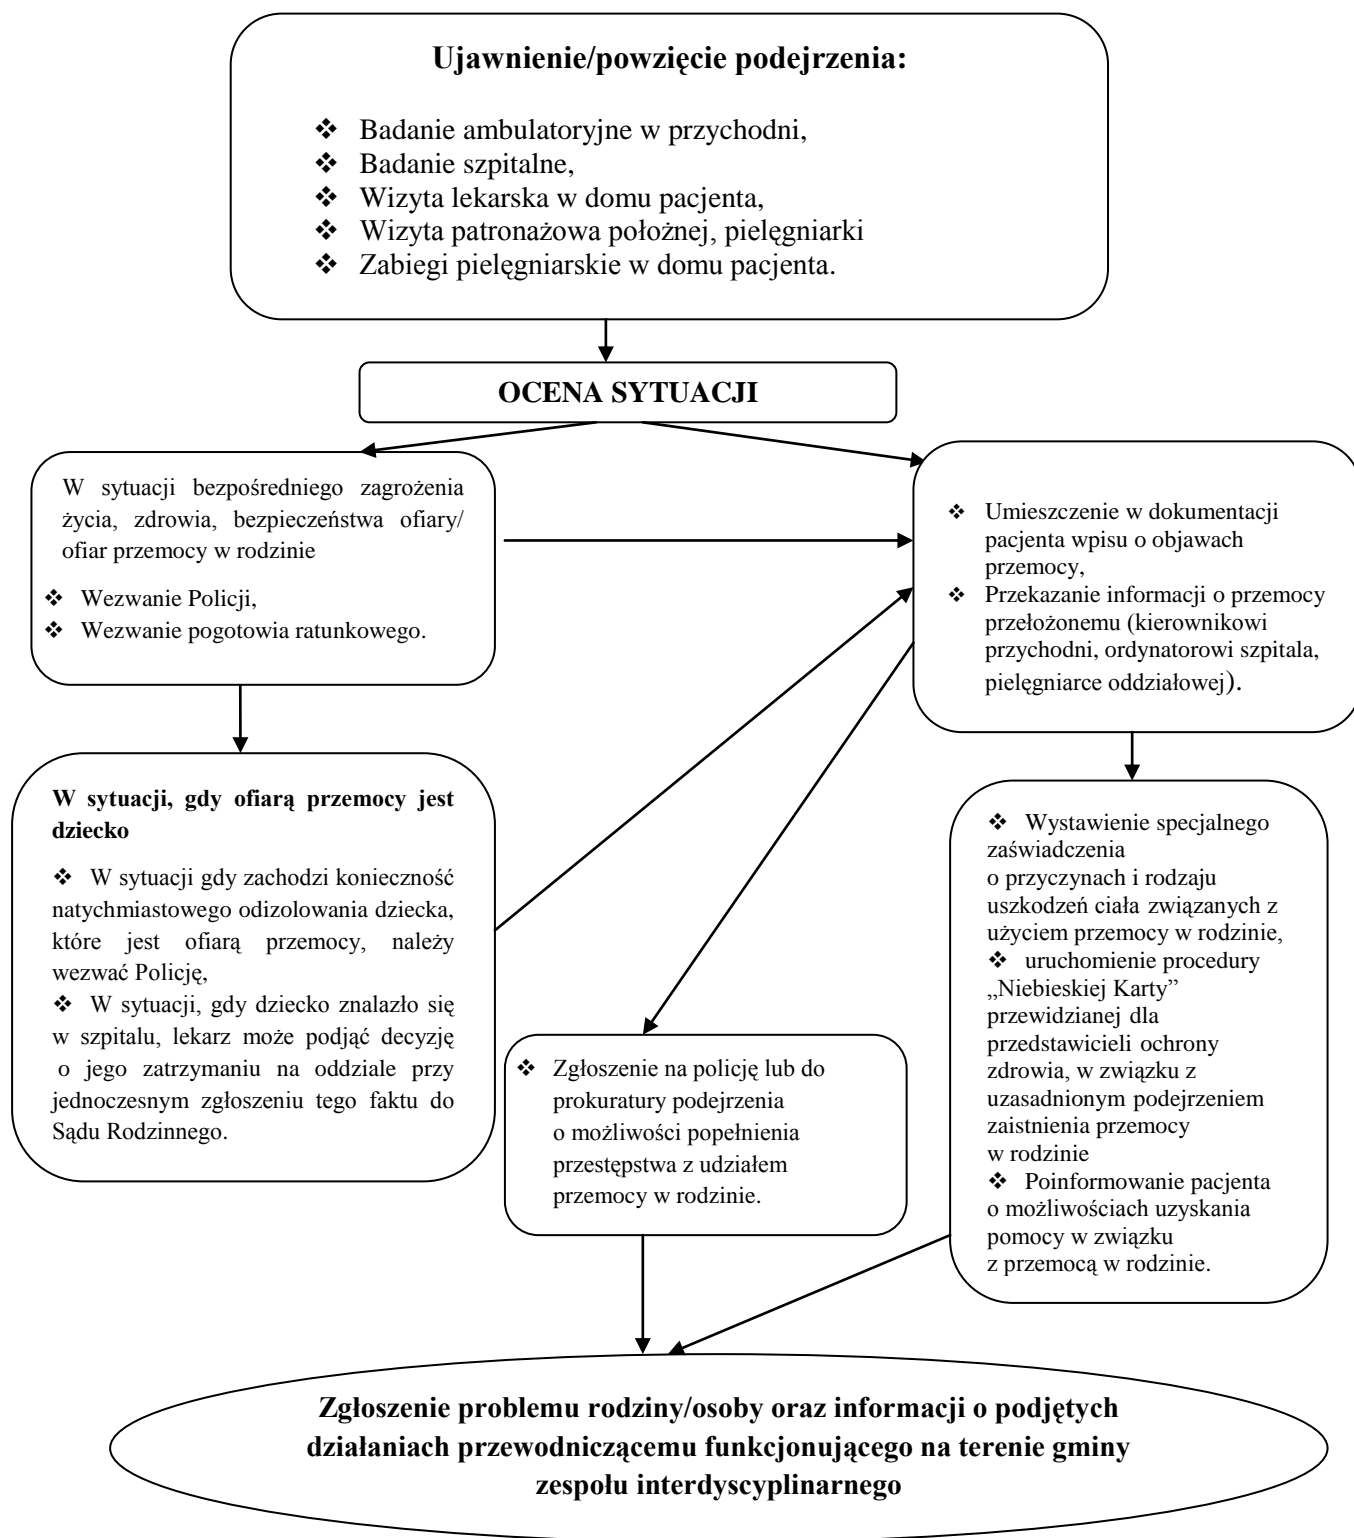 Ujawnienie/powzięcie podejrzenia:
❖ Badanie ambulatoryjne w przychodni,
❖ Badanie szpitalne,
❖ Wizyta lekarska w domu pacjenta,
❖ Wizyta patronażowa położnej, pielęgniarki
❖ Zabiegi pielęgniarskie w domu pacjenta.
OCENA SYTUACJI
W sytuacji bezpośredniego zagrożenia
życia, zdrowia, bezpieczeństwa ofiary/
ofiar przemocy w rodzinie
❖ Wezwanie Policji,
❖ Wezwanie pogotowia ratunkowego.
❖ Umieszczenie w dokumentacji
pacjenta wpisu o objawach
przemocy,
❖ Przekazanie informacji o przemocy
przełożonemu (kierownikowi
przychodni, ordynatorowi szpitala,
pielęgniarce oddziałowej).
W sytuacji, gdy ofiarą przemocy jest
dziecko
❖ W sytuacji gdy zachodzi konieczność
natychmiastowego odizolowania dziecka,
które jest ofiarą przemocy, należy
wezwać Policję,
❖ W sytuacji, gdy dziecko znalazło się
w szpitalu, lekarz może podjąć decyzję
o jego zatrzymaniu na oddziale przy
jednoczesnym zgłoszeniu tego faktu do
Sądu Rodzinnego.
❖ Wystawienie specjalnego
zaświadczenia
o przyczynach i rodzaju
uszkodzeń ciała związanych z
użyciem przemocy w rodzinie,
❖ uruchomienie procedury
„Niebieskiej Karty”
przewidzianej dla
przedstawicieli ochrony
zdrowia, w związku z
uzasadnionym podejrzeniem
zaistnienia przemocy
w rodzinie
❖ Poinformowanie pacjenta
o możliwościach uzyskania
pomocy w związku
z przemocą w rodzinie.
❖ Zgłoszenie na policję lub do
prokuratury podejrzenia
o możliwości popełnienia
przestępstwa z udziałem
przemocy w rodzinie.
Zgłoszenie problemu rodziny/osoby oraz informacji o podjętych
działaniach przewodniczącemu funkcjonującego na terenie gminy
zespołu interdyscyplinarnego